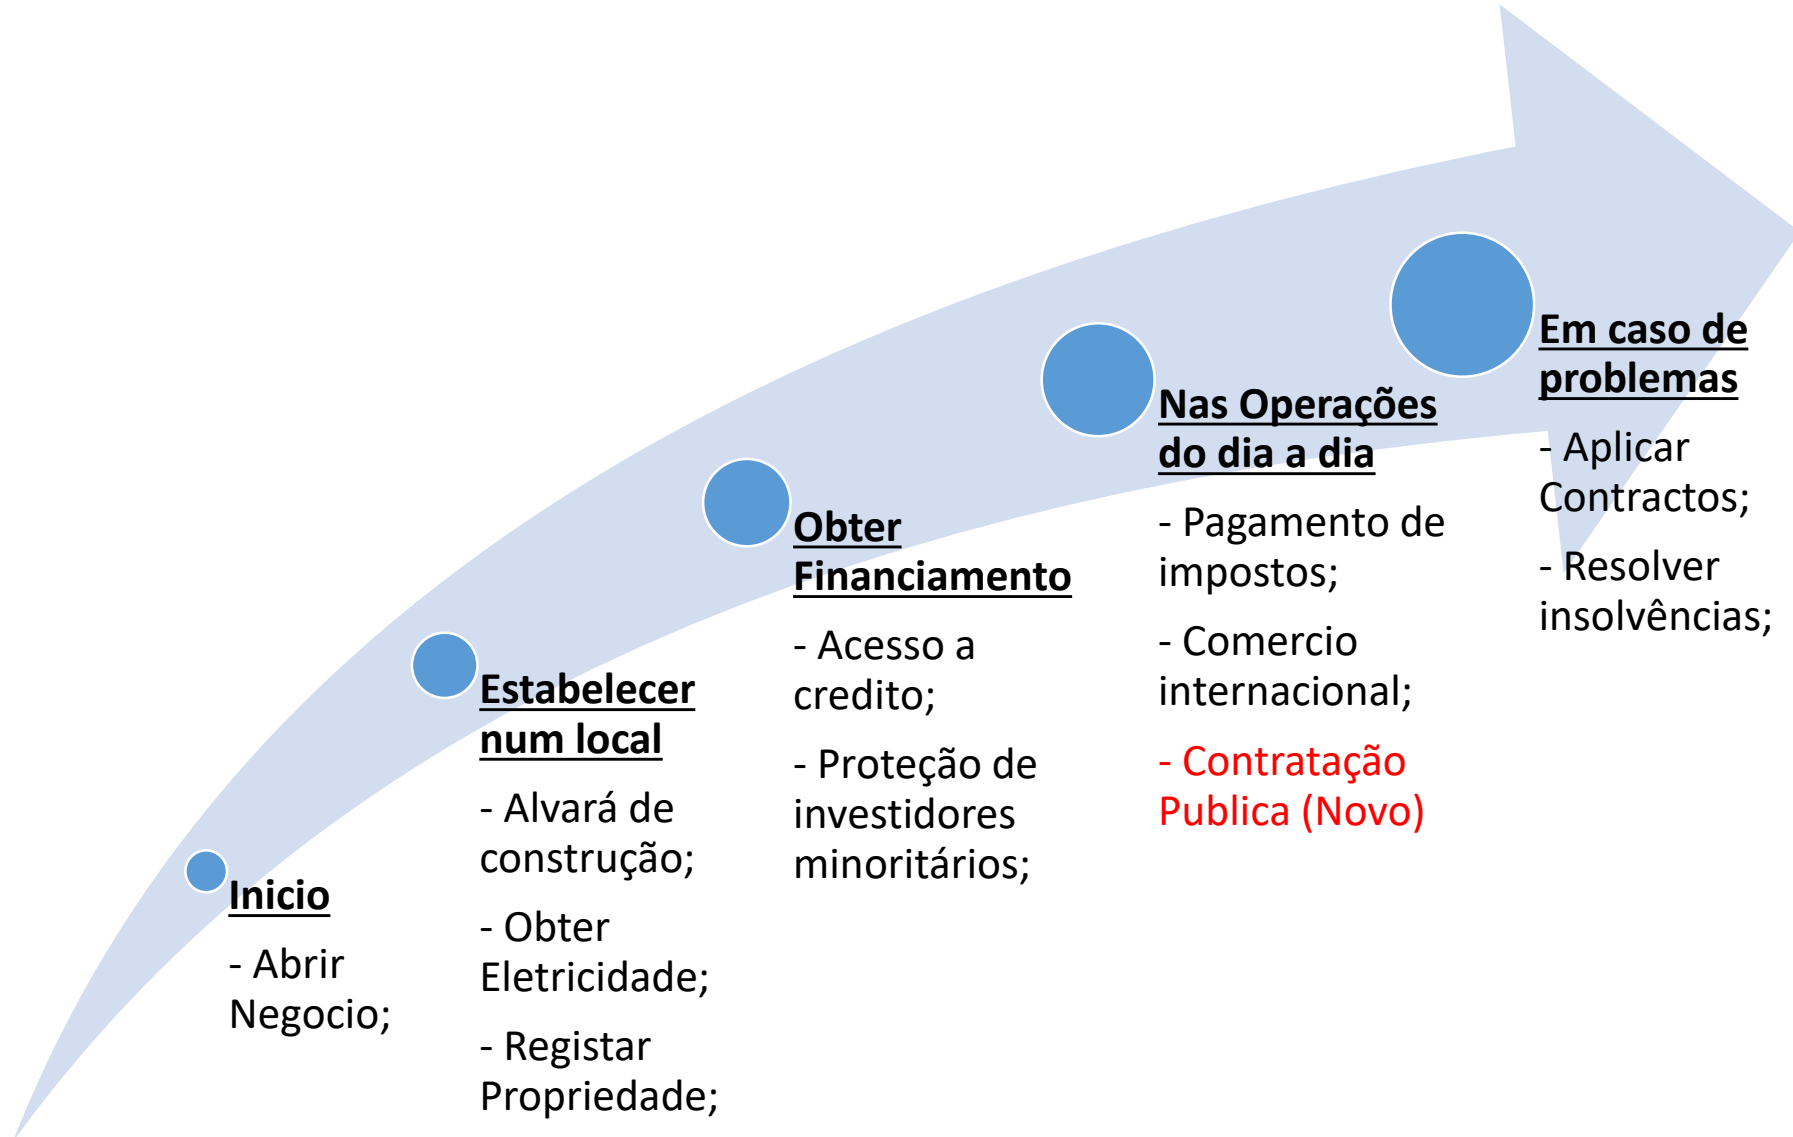 Inicio
- Abrir
Negocio;
Estabelecer
num local
- Alvará de
construção;
- Obter
Eletricidade;
- Registar
Propriedade;
Obter
Financiamento
- Acesso a
credito;
- Proteção de
investidores
minoritários;
Nas Operações
do dia a dia
- Pagamento de
impostos;
- Comercio
internacional;
- Contratação
Publica (Novo)
Em caso de
problemas
- Aplicar
Contractos;
- Resolver
insolvências;